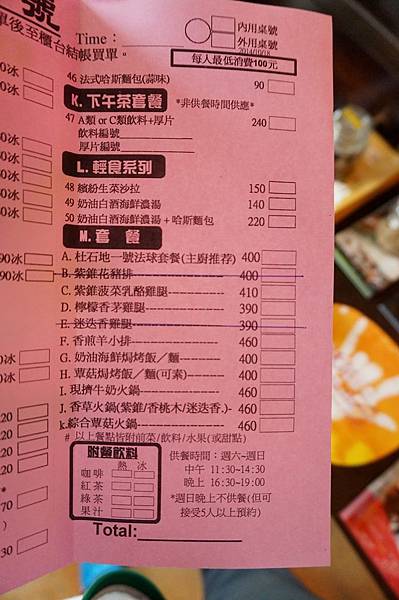 號
單後至櫃台結帳買單。
Time：
內用桌號
外用桌號
2014/10/18
每人最低消費100元
46 法式哈斯麵包(蒜味) 90
K. 下午茶套餐 *非供餐時間供應*
47 A類 or C類飲料+厚片 240
飲料編號
厚片編號
L. 輕食系列
48 繽紛生菜沙拉 150
49 奶油白酒海鮮濃湯 140
50 奶油白酒海鮮濃湯 + 哈斯麵包 220
M. 套 餐
A. 杜石地一號法球套餐(主廚推荐) 400
B. 紫錐花豬排 400
C. 紫錐菠菜乳酪雞腿 410
D. 檸檬香茅雞腿 390
E. 迷迭香雞腿 390
F. 香煎羊小排 460
G. 奶油海鮮焗烤飯／麵 400
H. 蕈菇焗烤飯／麵(可素) 400
I. 現擠牛奶火鍋 460
J. 香草火鍋(紫錐/香桃木/迷迭香.) 460
k.綜合蕈菇火鍋 460
# 以上餐點皆附前菜/飲料/水果(或甜點)
附餐飲料
熱 冰
咖 啡
紅 茶
綠 茶
果 汁
供餐時間：週六~週日
中午 11:30~14:30
晚上 16:30~19:00
*週日晚上不供餐(但可
接受5人以上預約)
Total: